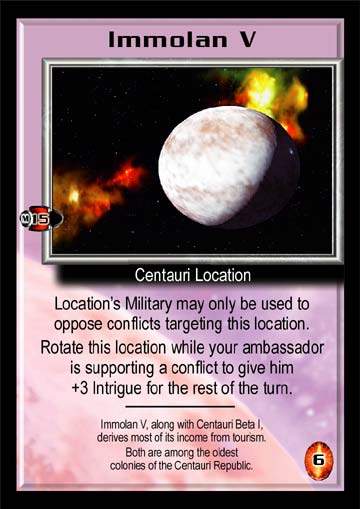 Immolan V
M 15
Centauri Location
Location's Military may only be used to
oppose conflicts targeting this location.
Rotate this location while your ambassador
is supporting a conflict to give him
+3 Intrigue for the rest of the turn.
Immolan V, along with Centauri Beta I,
derives most of its income from tourism.
Both are among the oldest
colonies of the Centauri Republic.
6